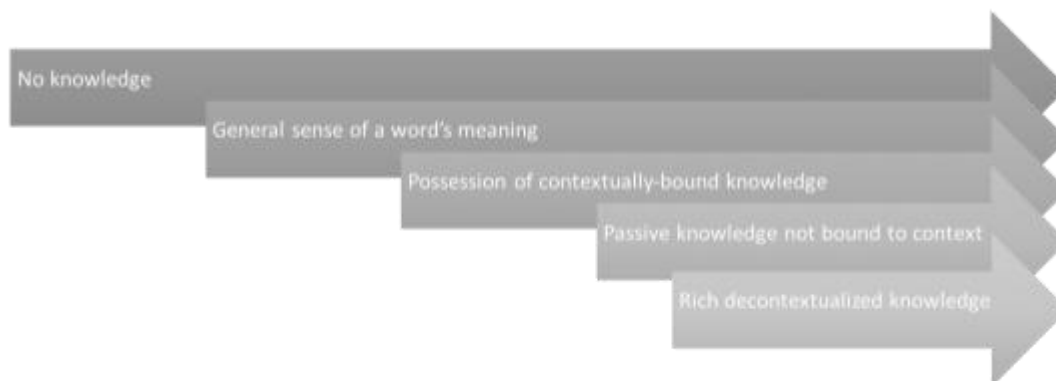 No knowledge
General sense of a word's meaning
Possession of contextually-bound knowledge
Passive knowledge not bound to context
Rich decontextualized knowledge